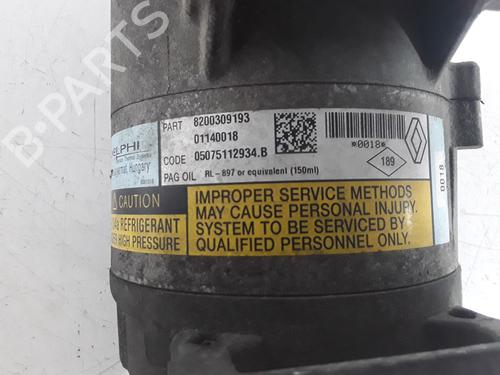 B-PARTS
PART 8200309193
01140018
CODE 05075112934.B
PAG OIL RL-897 or equivalent (150ml)
*0018*
189
0018
DELPHI
Hungary
CAUTION
REFRIGERANT
HIGH PRESSURE
IMPROPER SERVICE METHODS
MAY CAUSE PERSONAL INJURY.
SYSTEM TO BE SERVICED BY
QUALIFIED PERSONNEL ONLY.